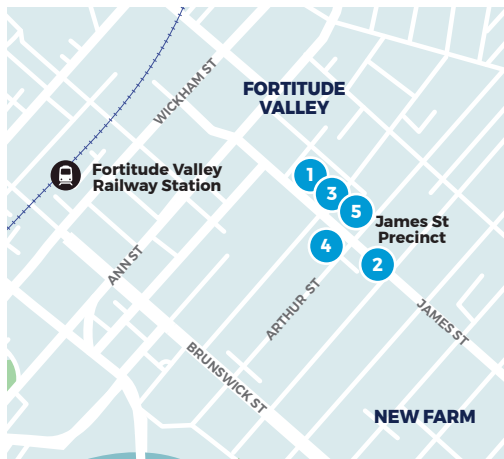 WICKHAM ST
FORTITUDE
VALLEY
Fortitude Valley
Railway Station
1
3
5
James St
Precinct
4
2
ANN ST
ARTHUR ST
JAMES ST
BRUNSWICK ST
NEW FARM